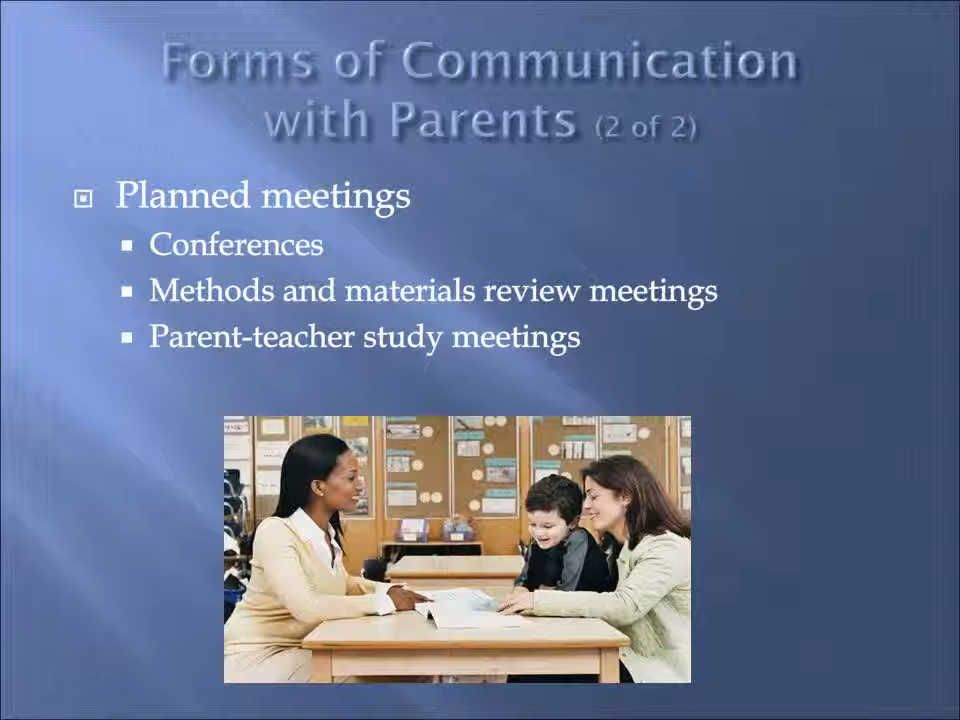 Forms of Communication
with Parents (2 of 2)
Planned meetings
Conferences
Methods and materials review meetings
Parent-teacher study meetings